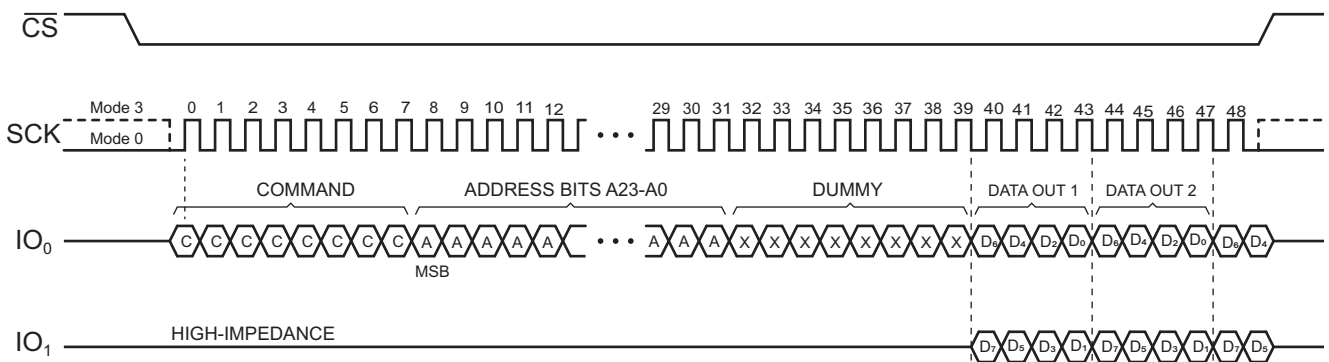 CS
Mode 3
0 1 2 3 4 5 6 7 8 9 10 11 12 29 30 31 32 33 34 35 36 37 38 39 40 41 42 43 44 45 46 47 48
SCK
Mode 0
• • •
COMMAND ADDRESS BITS A23-A0 DUMMY DATA OUT 1 DATA OUT 2
IO₀ C C C C C C C C A A A A A • • • A A A X X X X X X X X D₆ D₄ D₂ D₀ D₆ D₄ D₂ D₀ D₆ D₄
MSB
HIGH-IMPEDANCE
IO₁ D₇ D₅ D₃ D₁ D₇ D₅ D₃ D₁ D₇ D₅